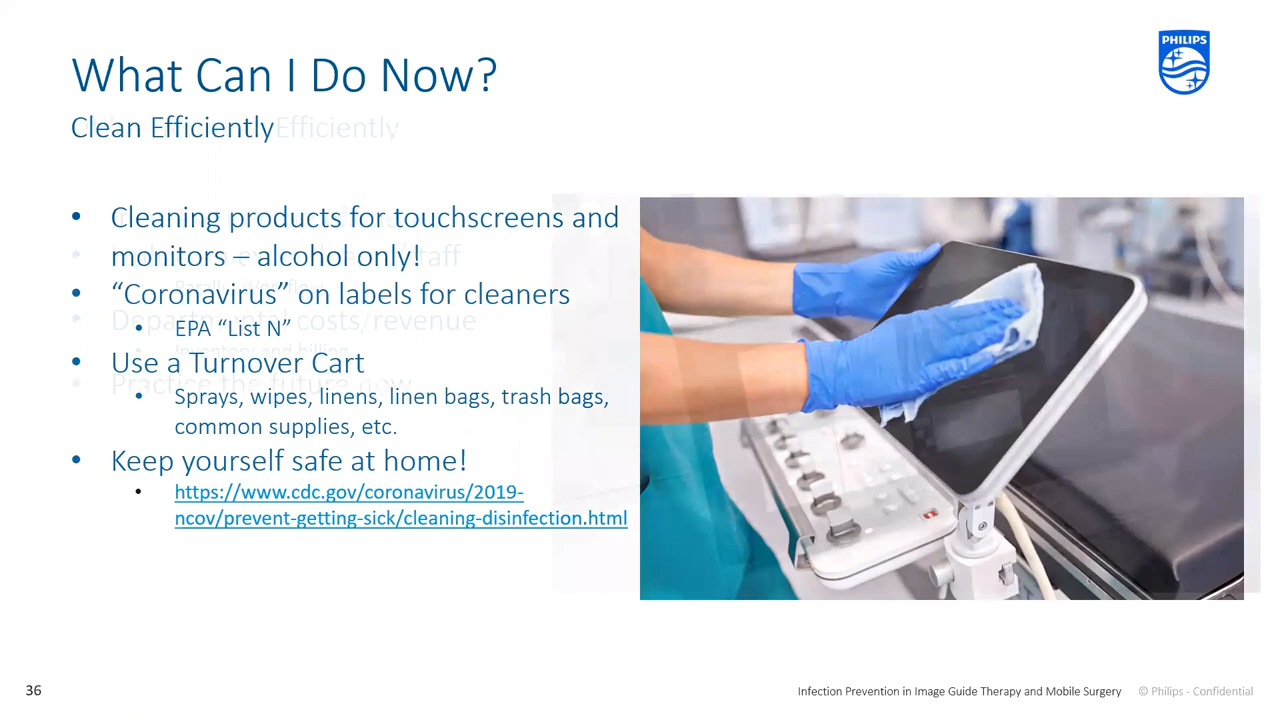 PHILIPS
What Can I Do Now?
Clean Efficiently Efficiently
• Cleaning products for touchscreens and
monitors – alcohol only!
• “Coronavirus” on labels for cleaners
• EPA “List N”
• Use a Turnover Cart
• Sprays, wipes, linens, linen bags, trash bags,
common supplies, etc.
• Keep yourself safe at home!
• https://www.cdc.gov/coronavirus/2019-
ncov/prevent-getting-sick/cleaning-disinfection.html
36
Infection Prevention in Image Guide Therapy and Mobile Surgery
© Philips - Confidential